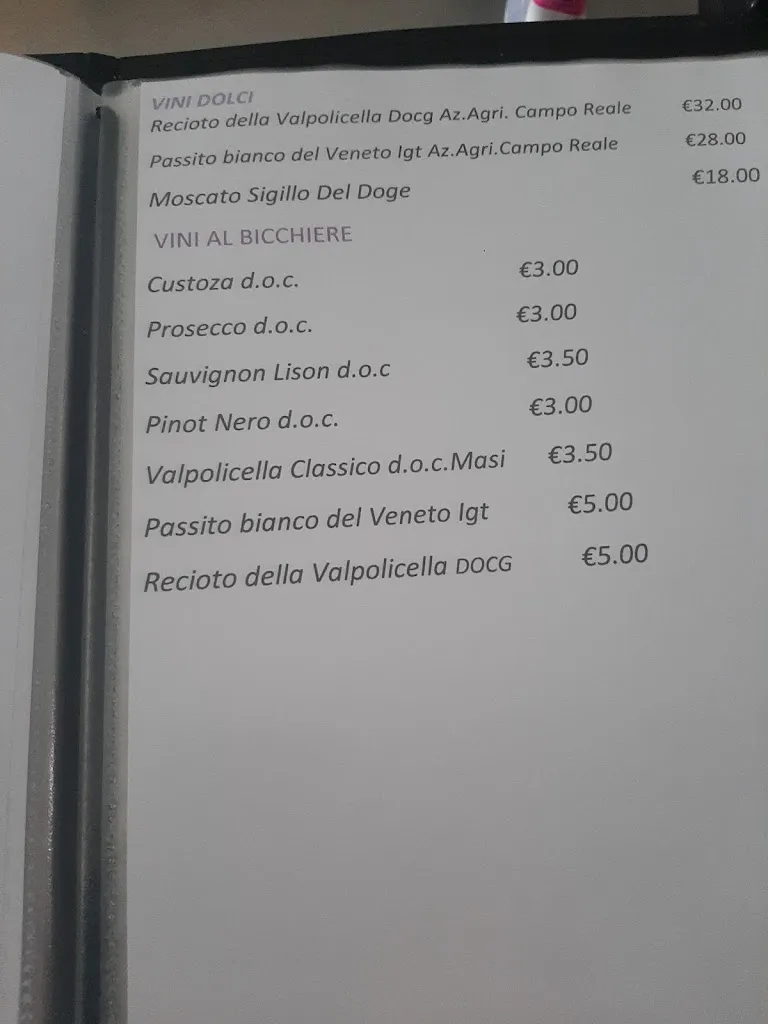 VINI DOLCI
Recioto della Valpolicella Docg Az.Agri. Campo Reale €32.00
Passito bianco del Veneto Igt Az.Agri.Campo Reale €28.00
Moscato Sigillo Del Doge €18.00
VINI AL BICCHIERE
Custoza d.o.c. €3.00
Prosecco d.o.c. €3.00
Sauvignon Lison d.o.c €3.50
Pinot Nero d.o.c. €3.00
Valpolicella Classico d.o.c.Masi €3.50
Passito bianco del Veneto Igt €5.00
Recioto della Valpolicella DOCG €5.00